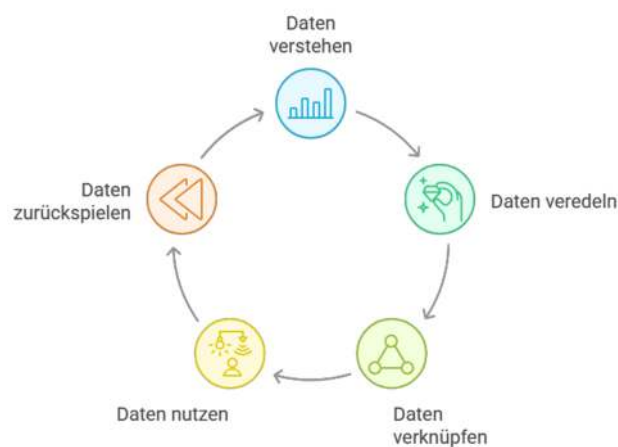 Daten
verstehen
Daten veredeln
Daten
verknüpfen
Daten nutzen
Daten
zurückspielen